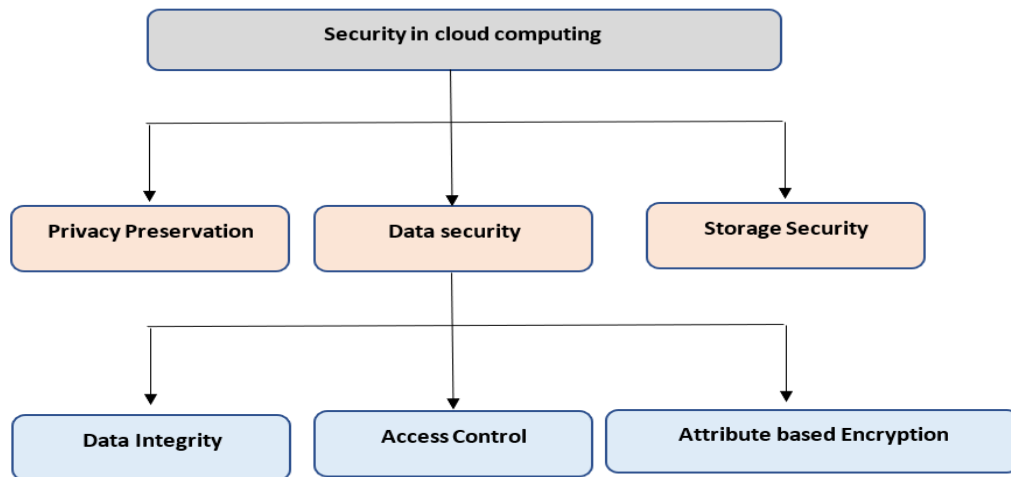 Security in cloud computing
Privacy Preservation
Data security
Storage Security
Data Integrity
Access Control
Attribute based Encryption